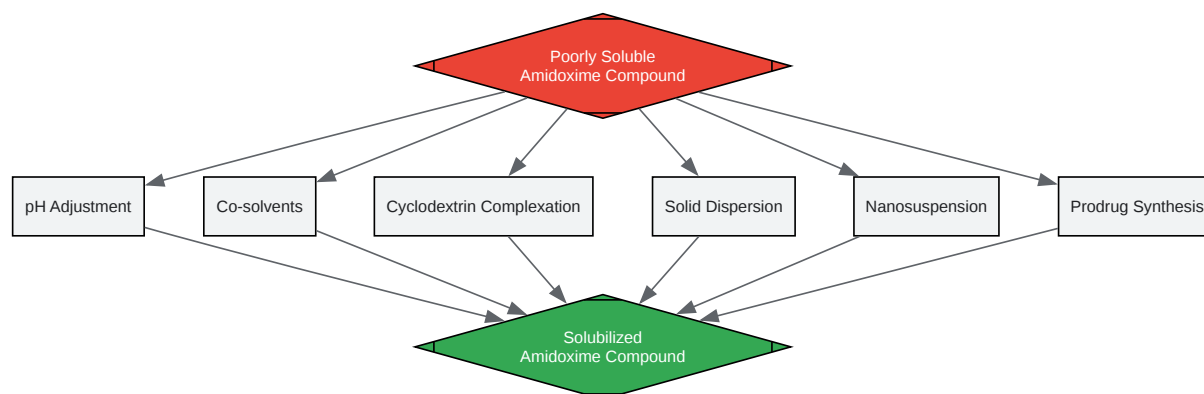 Poorly Soluble
Amidoxime Compound
pH Adjustment
Co-solvents
Cyclodextrin Complexation
Solid Dispersion
Nanosuspension
Prodrug Synthesis
Solubilized
Amidoxime Compound